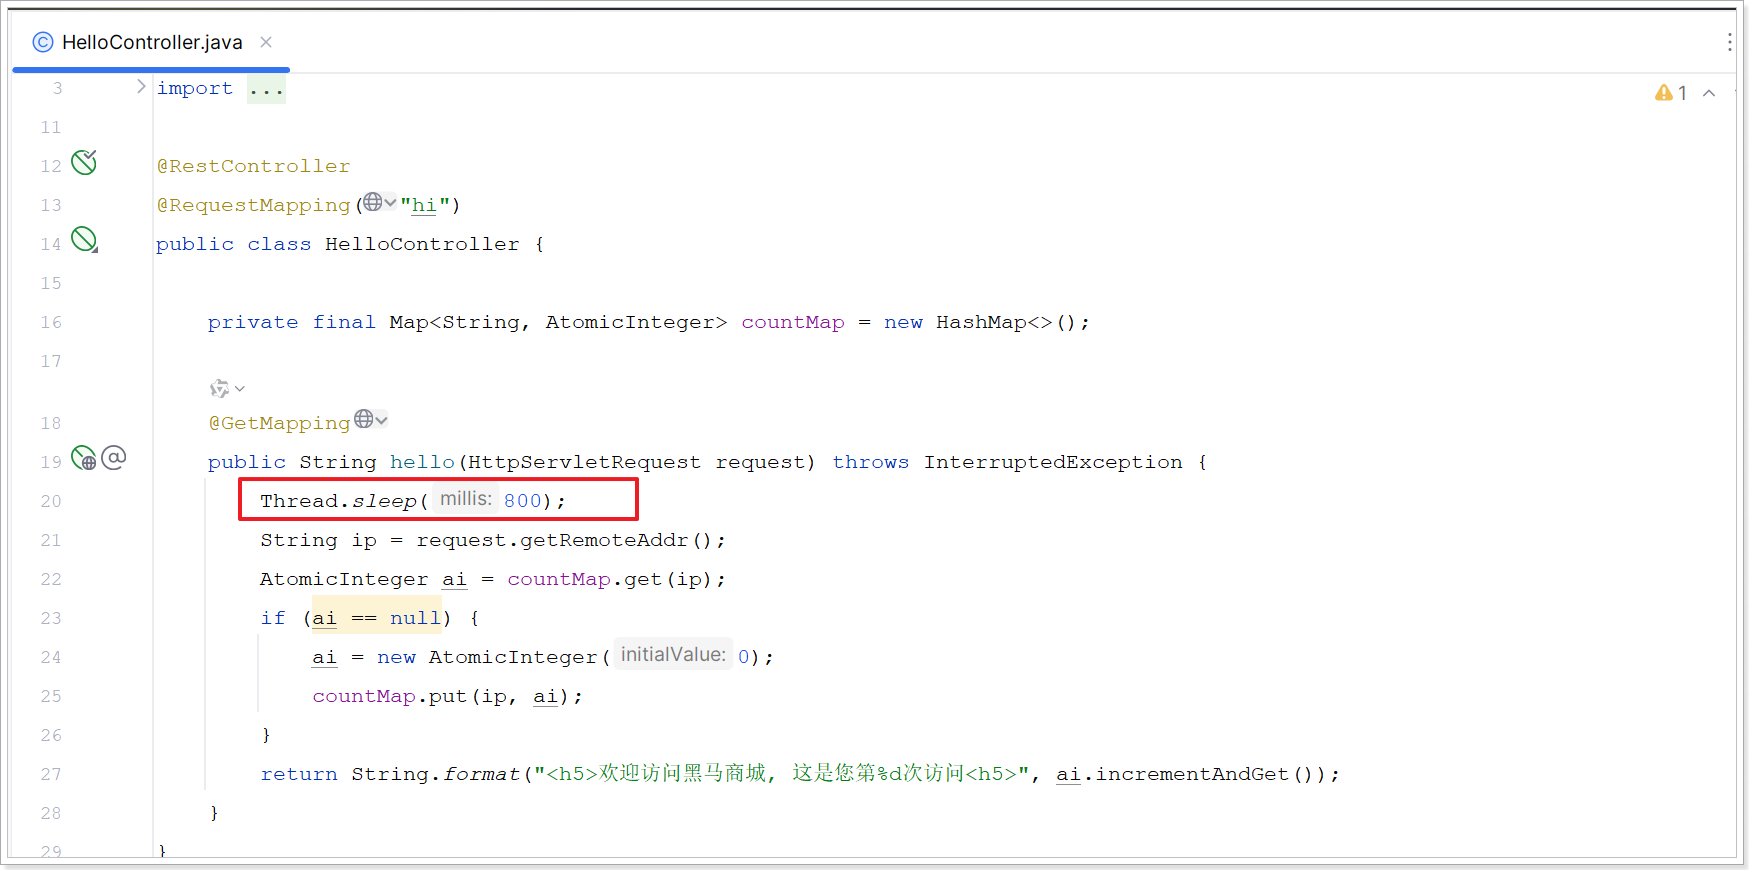 HelloController.java
3 import ...
1
11
12 @RestController
13 @RequestMapping("hi")
14 public class HelloController {
15
16 private final Map<String, AtomicInteger> countMap = new HashMap<>();
17
18 @GetMapping
19 public String hello(HttpServletRequest request) throws InterruptedException {
20 Thread.sleep( millis: 800);
21 String ip = request.getRemoteAddr();
22 AtomicInteger ai = countMap.get(ip);
23 if (ai == null) {
24 ai = new AtomicInteger( initialValue: 0);
25 countMap.put(ip, ai);
26 }
27 return String.format("<h5>欢迎访问黑马商城, 这是您第%d次访问<h5>", ai.incrementAndGet());
28 }
29 }